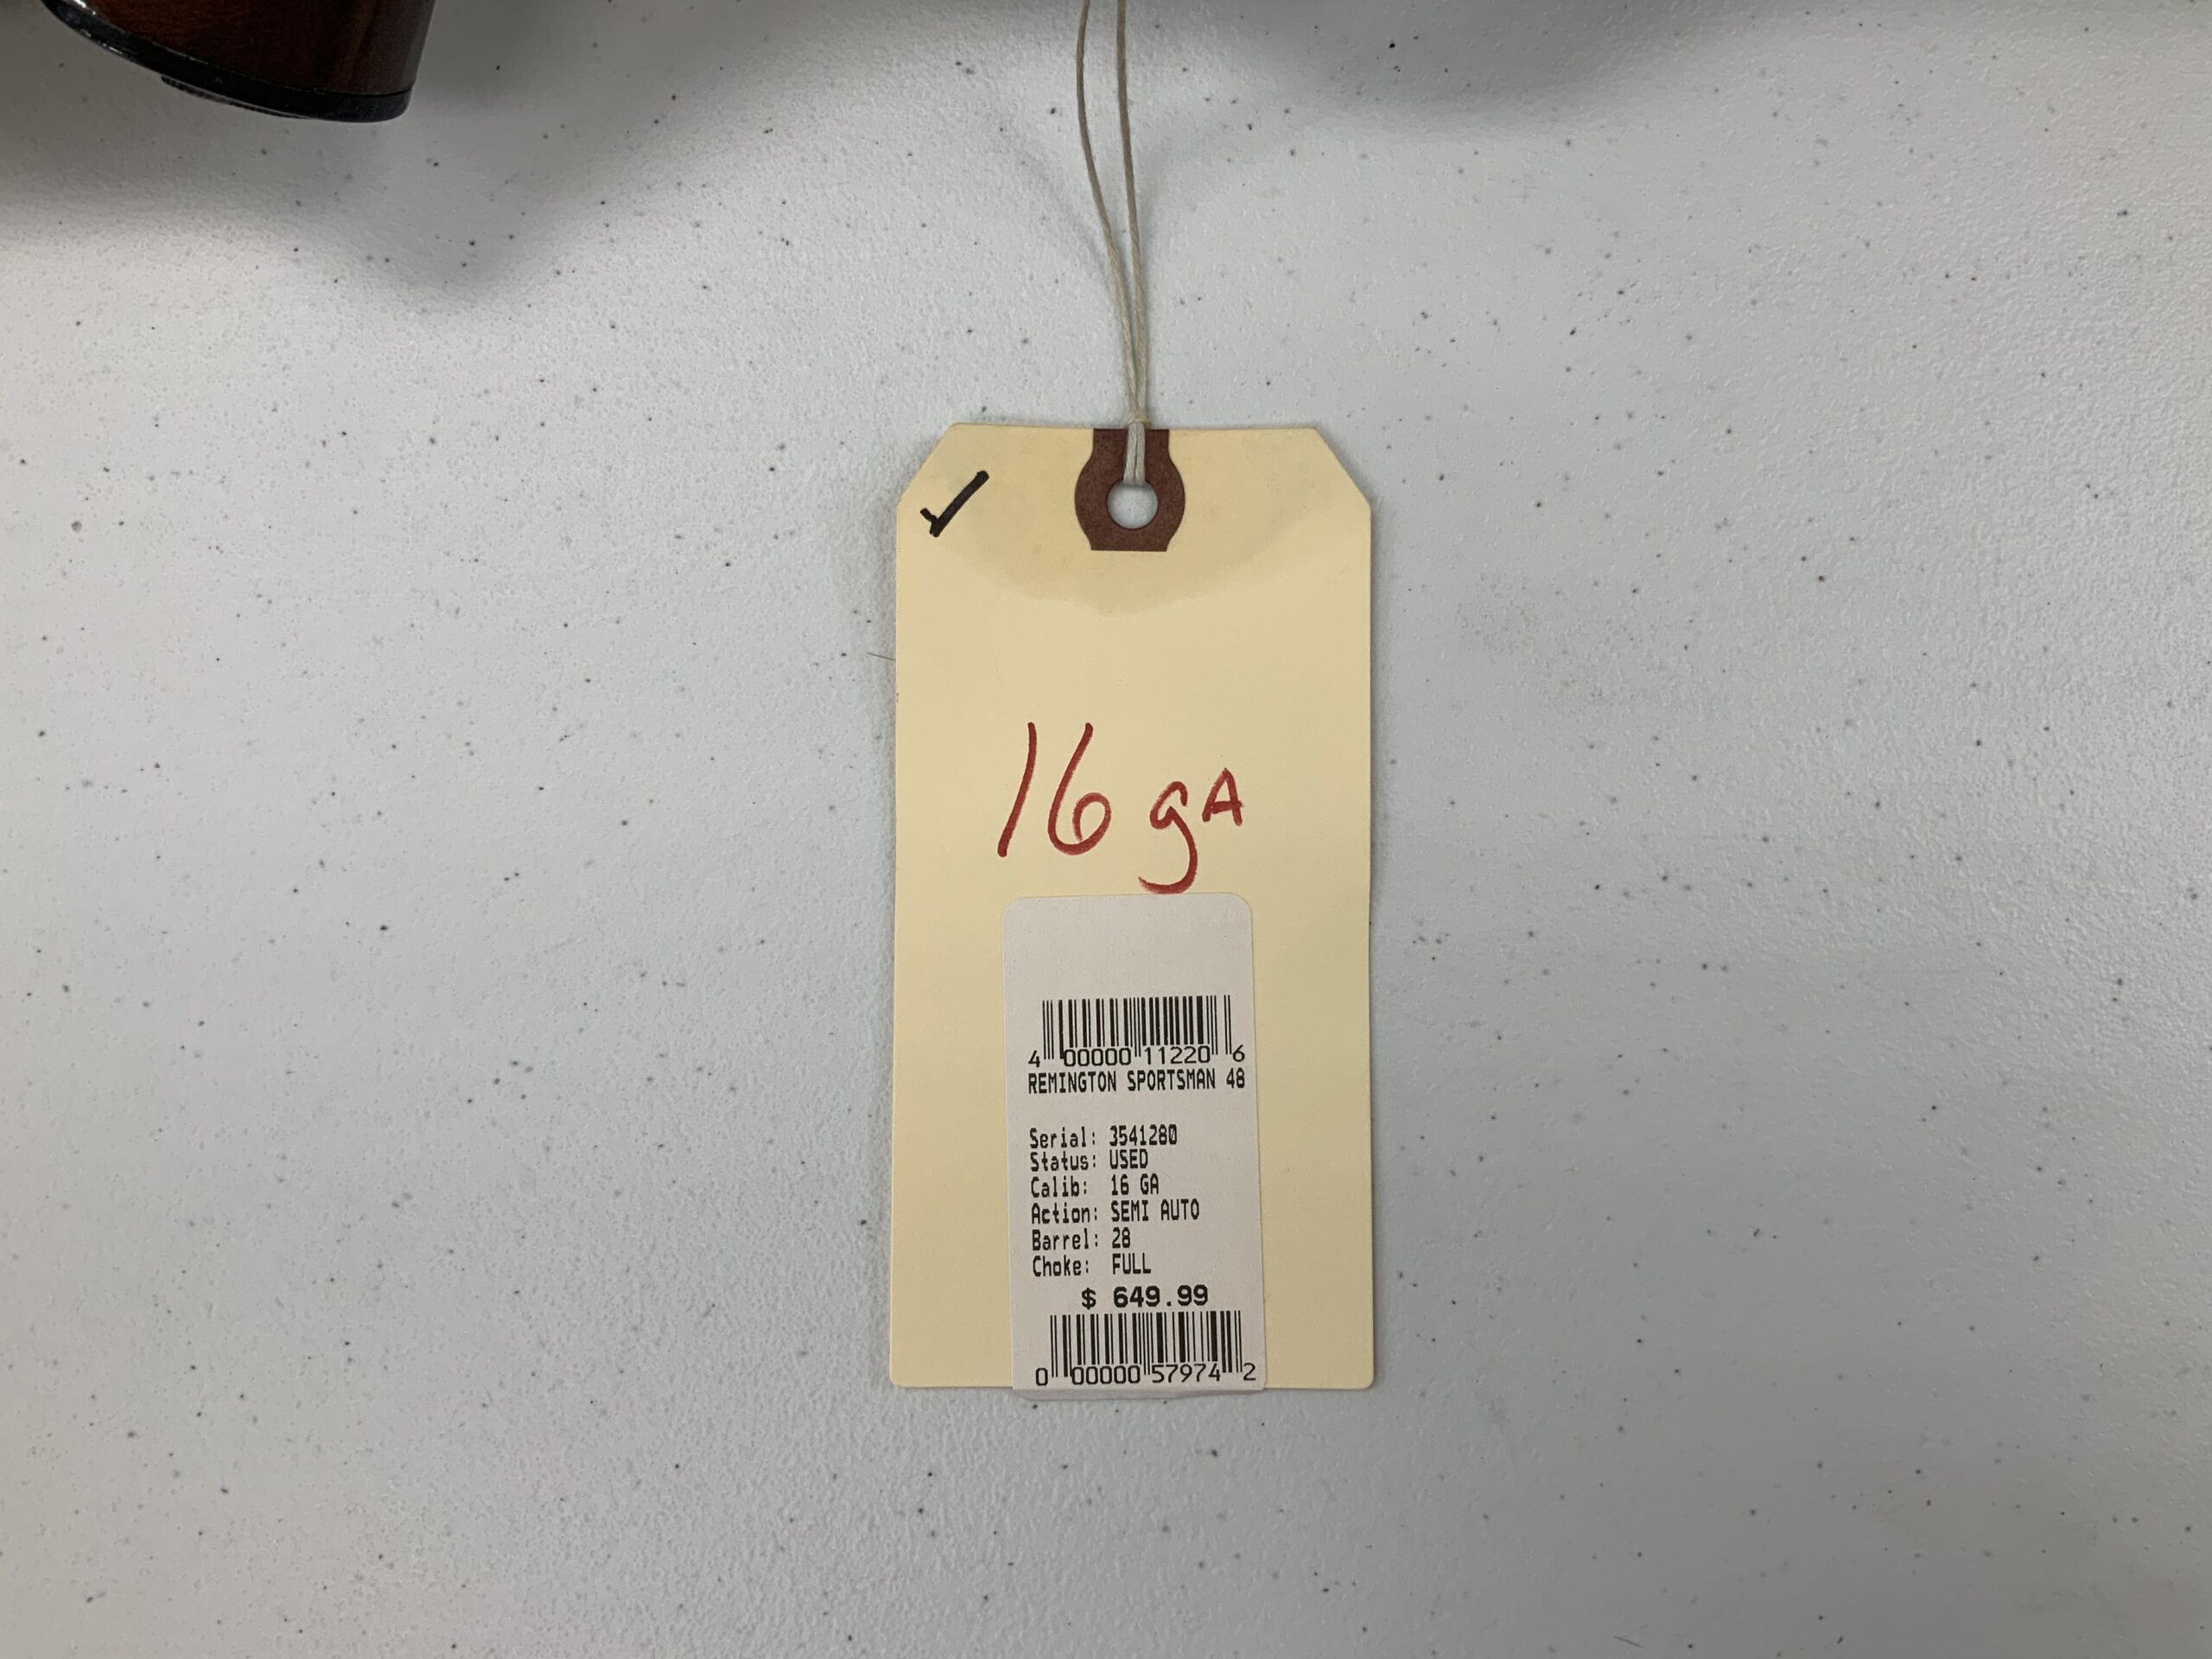 16 gA
4 00000 11220 6
REMINGTON SPORTSMAN 48
Serial: 3541280
Status: USED
Calib: 16 GA
Action: SEMI AUTO
Barrel: 28
Choke: FULL
$ 649.99
0 00000 57974 2